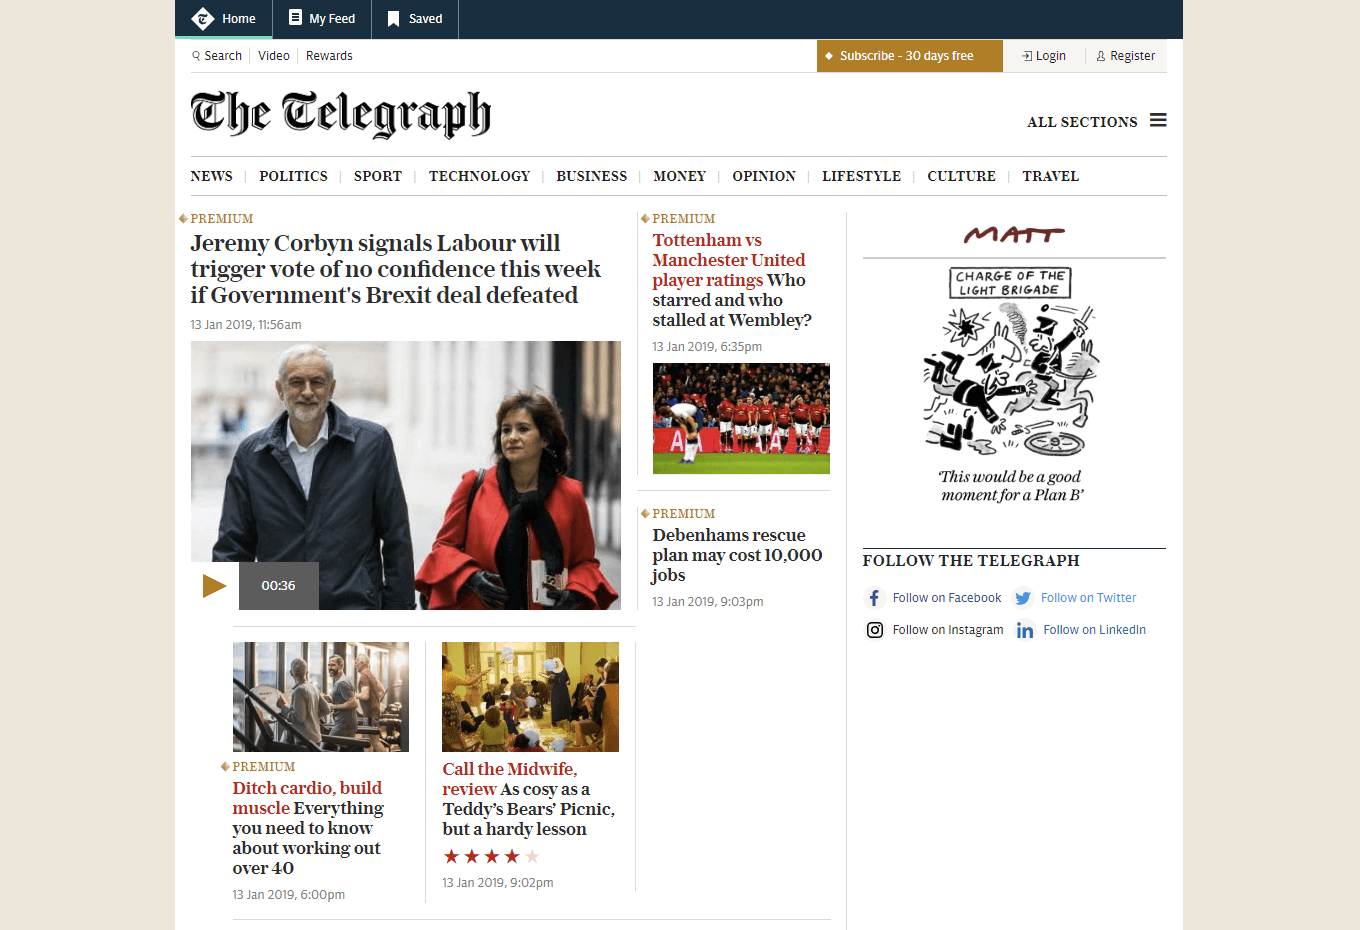 Home
My Feed
Saved
Search
Video
Rewards
Subscribe - 30 days free
Login
Register
The Telegraph
ALL SECTIONS
NEWS
POLITICS
SPORT
TECHNOLOGY
BUSINESS
MONEY
OPINION
LIFESTYLE
CULTURE
TRAVEL
PREMIUM
Jeremy Corbyn signals Labour will
trigger vote of no confidence this week
if Government's Brexit deal defeated
13 Jan 2019, 11:56am
00:36
PREMIUM
Tottenham vs
Manchester United
player ratings Who
starred and who
stalled at Wembley?
13 Jan 2019, 6:35pm
PREMIUM
Debenhams rescue
plan may cost 10,000
jobs
13 Jan 2019, 9:03pm
PREMIUM
Ditch cardio, build
muscle Everything
you need to know
about working out
over 40
13 Jan 2019, 6:00pm
Call the Midwife,
review As cosy as a
Teddy’s Bears’ Picnic,
but a hardy lesson
13 Jan 2019, 9:02pm
MATT
CHARGE OF THE
LIGHT BRIGADE
‘This would be a good
moment for a Plan B’
FOLLOW THE TELEGRAPH
Follow on Facebook
Follow on Twitter
Follow on Instagram
Follow on LinkedIn